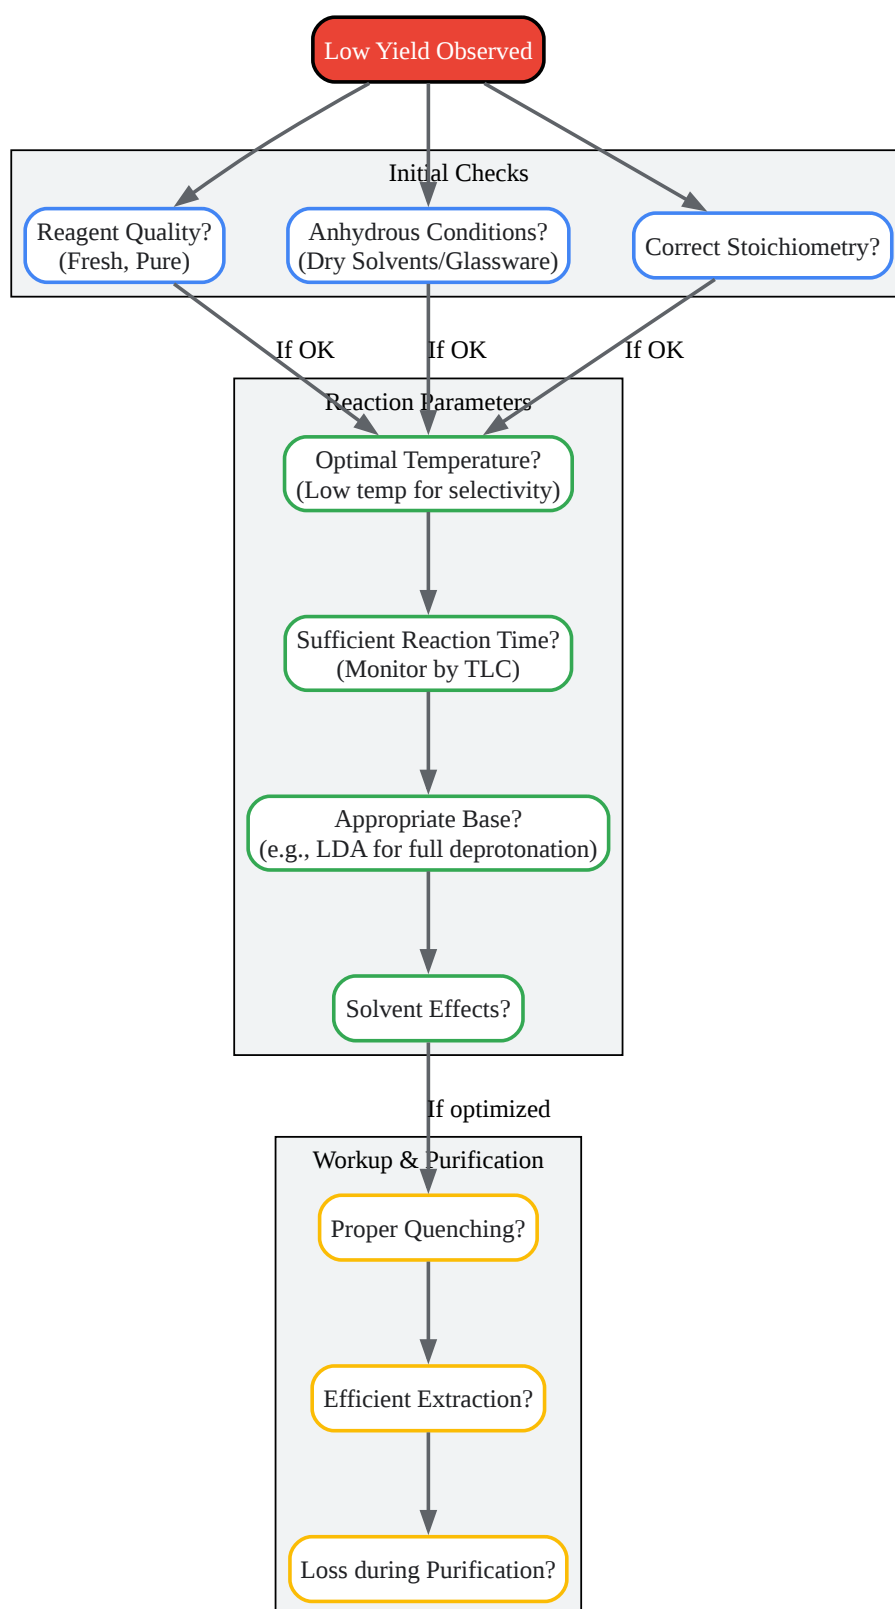 Low Yield Observed
Initial Checks
Reagent Quality?
(Fresh, Pure)
Anhydrous Conditions?
(Dry Solvents/Glassware)
Correct Stoichiometry?
If OK
If OK
If OK
Reaction Parameters
Optimal Temperature?
(Low temp for selectivity)
Sufficient Reaction Time?
(Monitor by TLC)
Appropriate Base?
(e.g., LDA for full deprotonation)
Solvent Effects?
If optimized
Workup & Purification
Proper Quenching?
Efficient Extraction?
Loss during Purification?